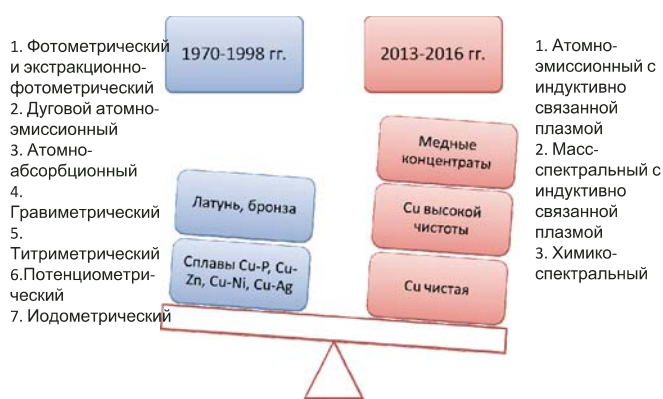 1. Фотометрический
и экстракционно-
фотометрический
2. Дуговой атомно-
эмиссионный
3. Атомно-
абсорбционный
4.
Гравиметрический
5.
Титриметрический
6.Потенциометри-
ческий
7. Иодометрический
1970-1998 гг.
Латунь, бронза
Сплавы Cu-P, Cu-
Zn, Cu-Ni, Cu-Ag
2013-2016 гг.
Медные
концентраты
Cu высокой
чистоты
Cu чистая
1. Атомно-
эмиссионный с
индуктивно
связанной
плазмой
2. Масс-
спектральный с
индуктивно
связанной
плазмой
3. Химико-
спектральный